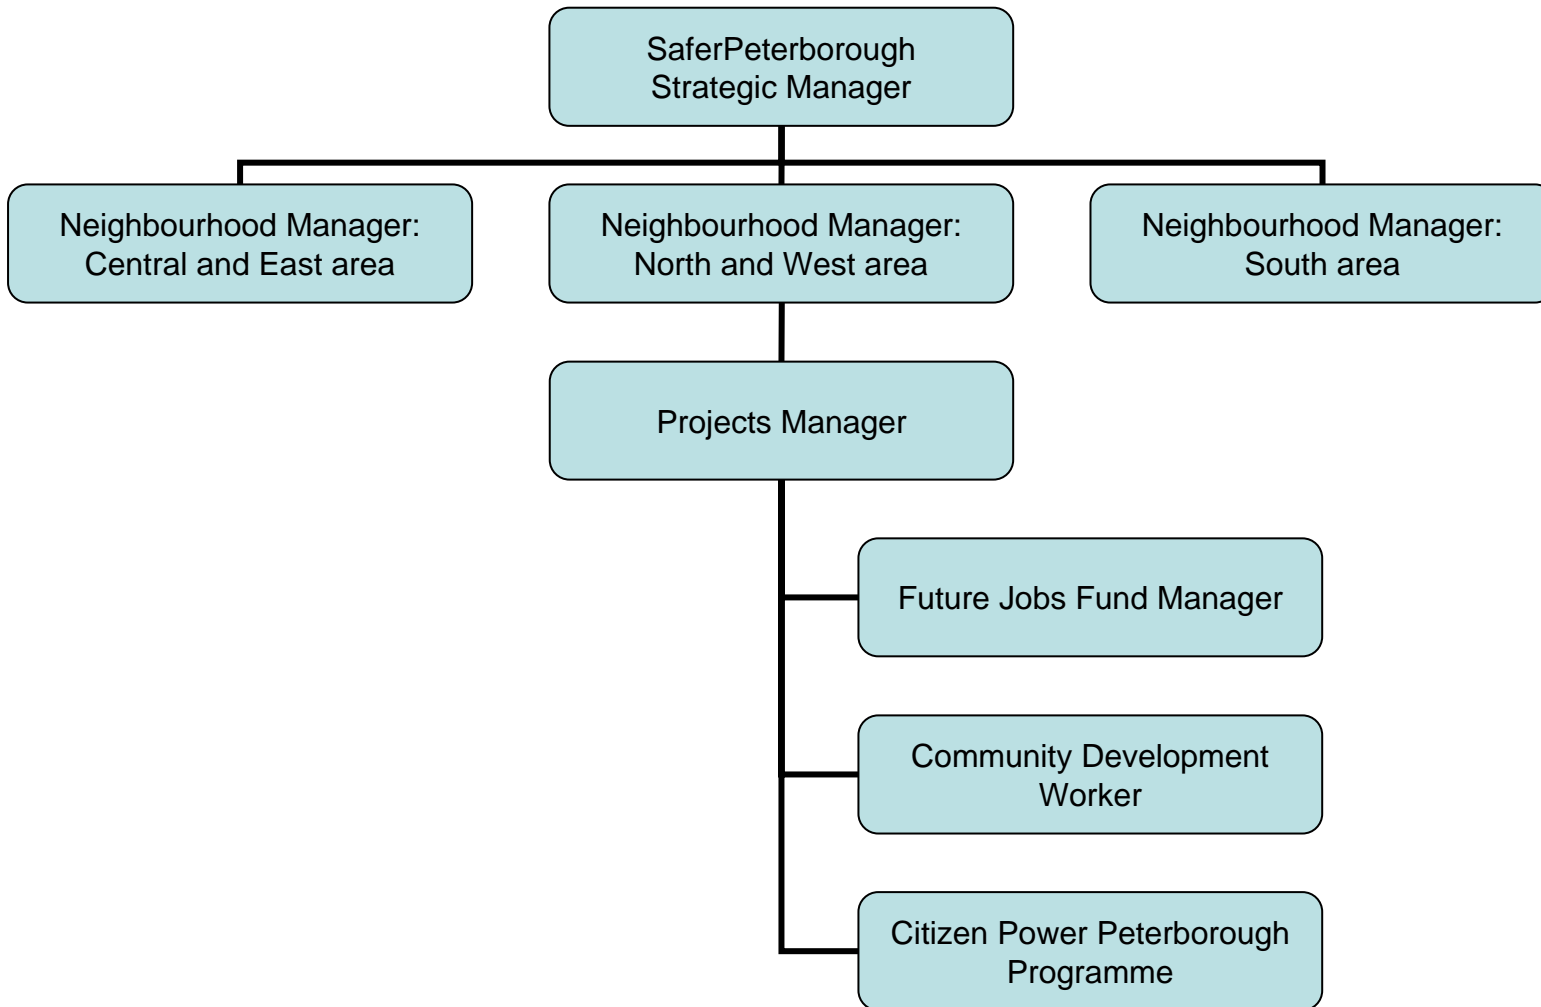 SaferPeterborough
Strategic Manager
Neighbourhood Manager:
Central and East area
Neighbourhood Manager:
North and West area
Neighbourhood Manager:
South area
Projects Manager
Future Jobs Fund Manager
Community Development
Worker
Citizen Power Peterborough
Programme